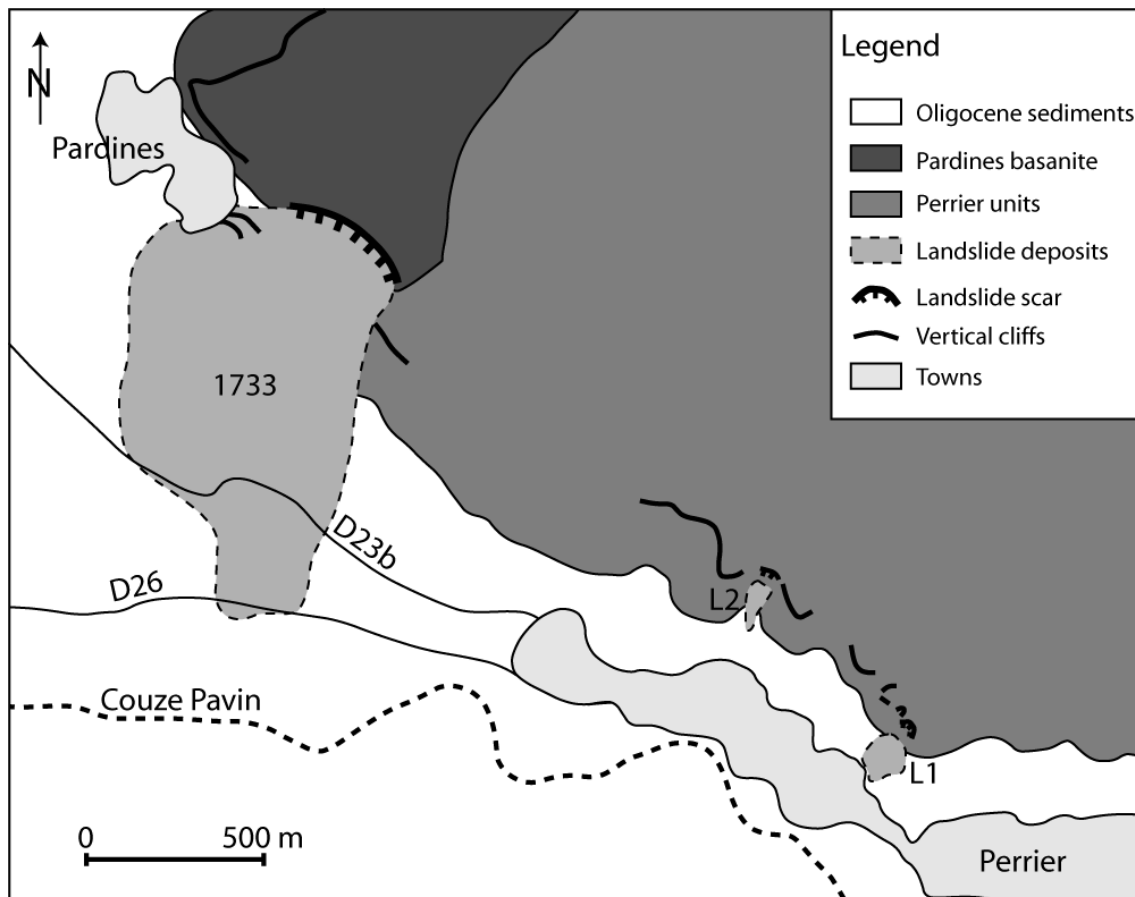 N
Pardines
1733
D23b
D26
Couze Pavin
L2
L1
Perrier
0 500 m
Legend
Oligocene sediments
Pardines basanite
Perrier units
Landslide deposits
Landslide scar
Vertical cliffs
Towns